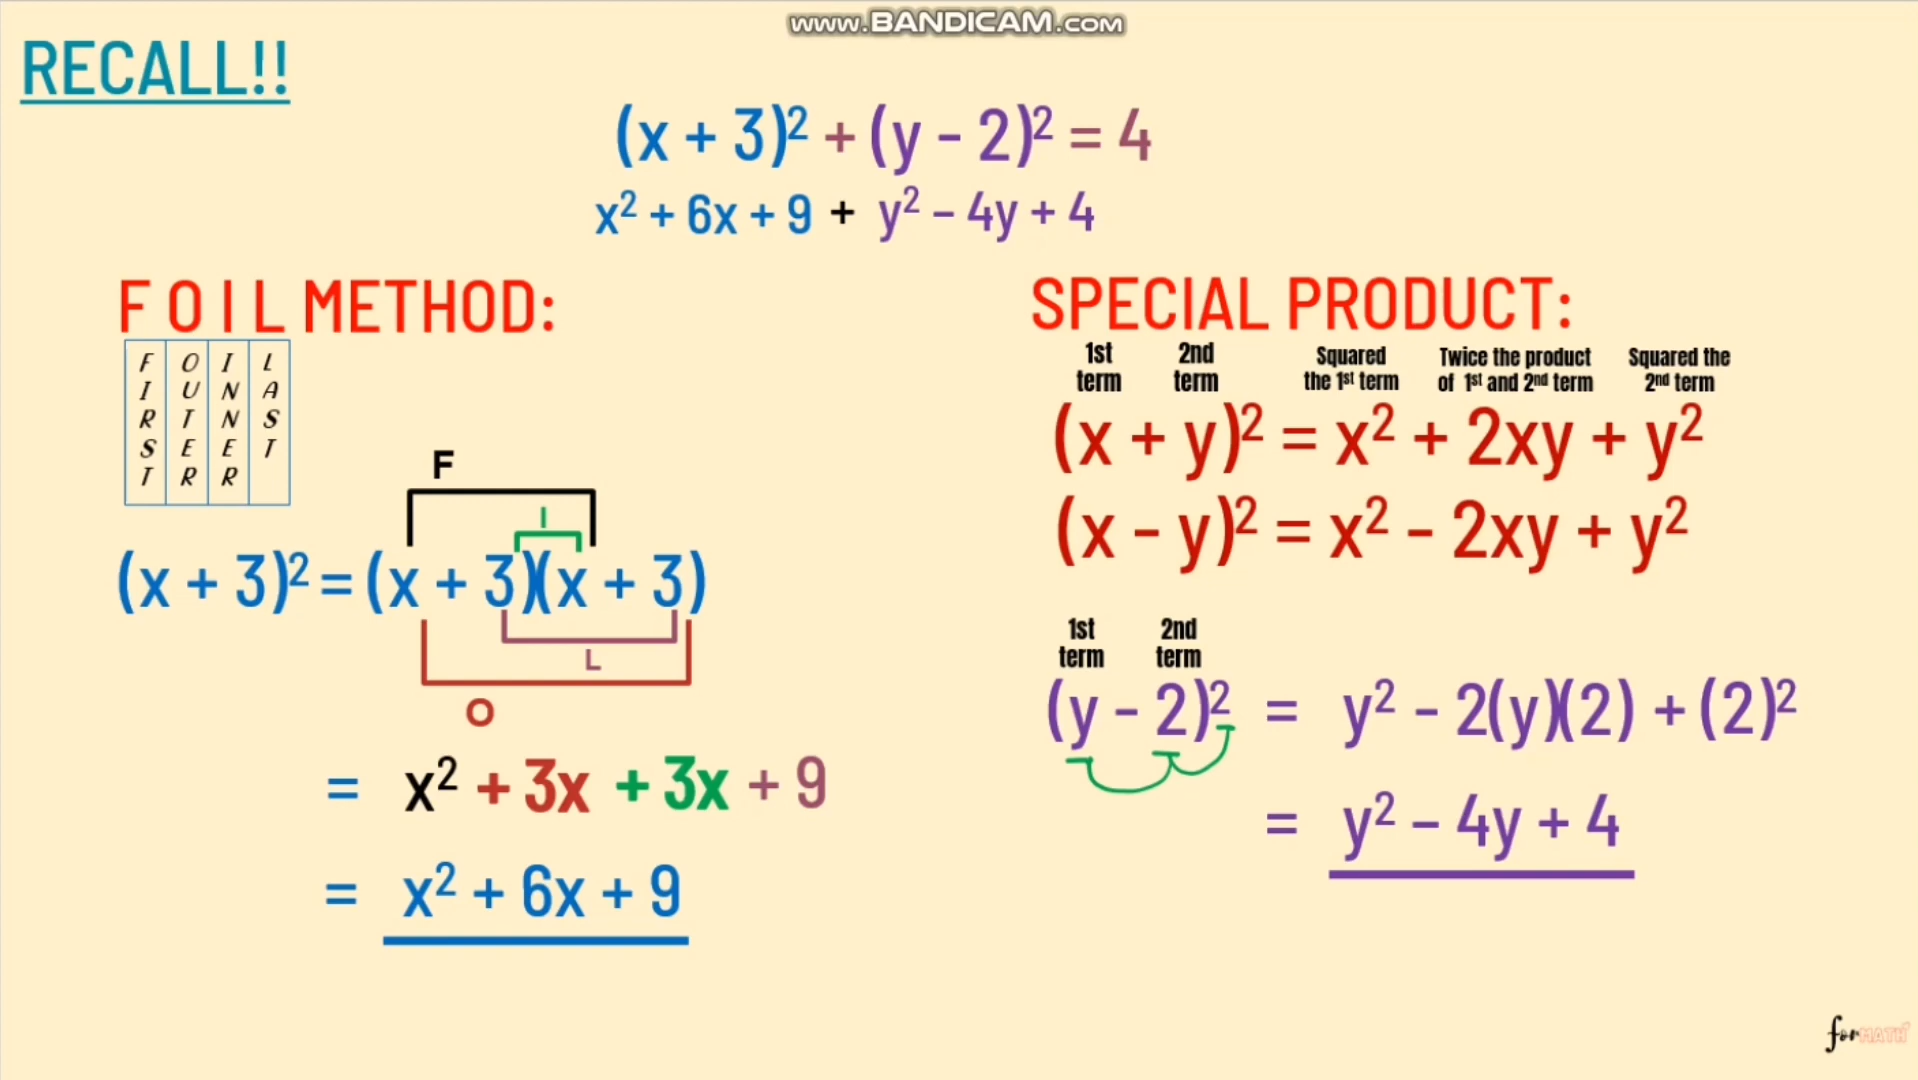 www.BANDICAM.com
RECALL!!
(x + 3)² + (y - 2)² = 4
x² + 6x + 9 + y² – 4y + 4
F O I L METHOD:
FIRST OUTER INNER LAST
F
I
(x + 3)² = (x + 3)(x + 3)
L
O
= x² + 3x + 3x + 9
= x² + 6x + 9
SPECIAL PRODUCT:
1st term 2nd term Squared the 1st term Twice the product of 1st and 2nd term Squared the 2nd term
(x + y)² = x² + 2xy + y²
(x - y)² = x² - 2xy + y²
1st term 2nd term
(y - 2)² = y² - 2(y)(2) + (2)²
= y² – 4y + 4
forMATH